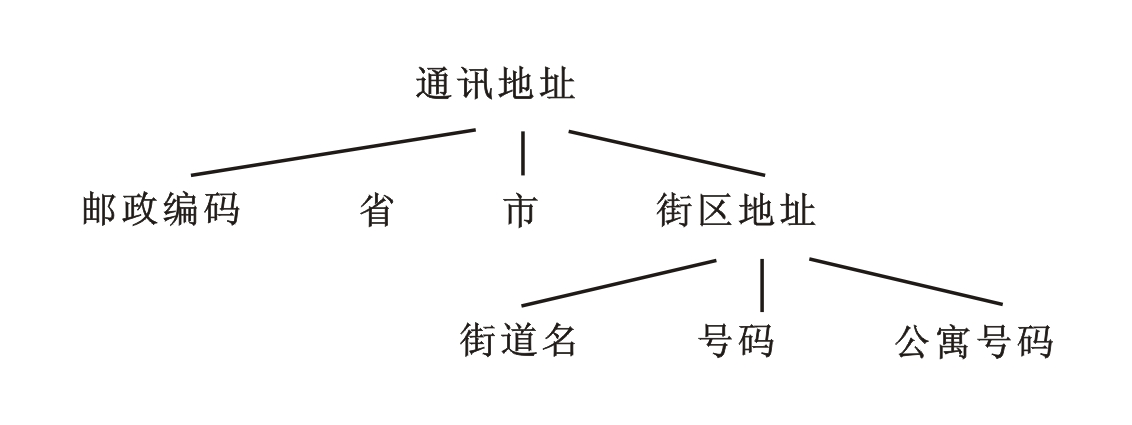 通讯地址
邮政编码 省 市 街区地址
街道名 号码 公寓号码